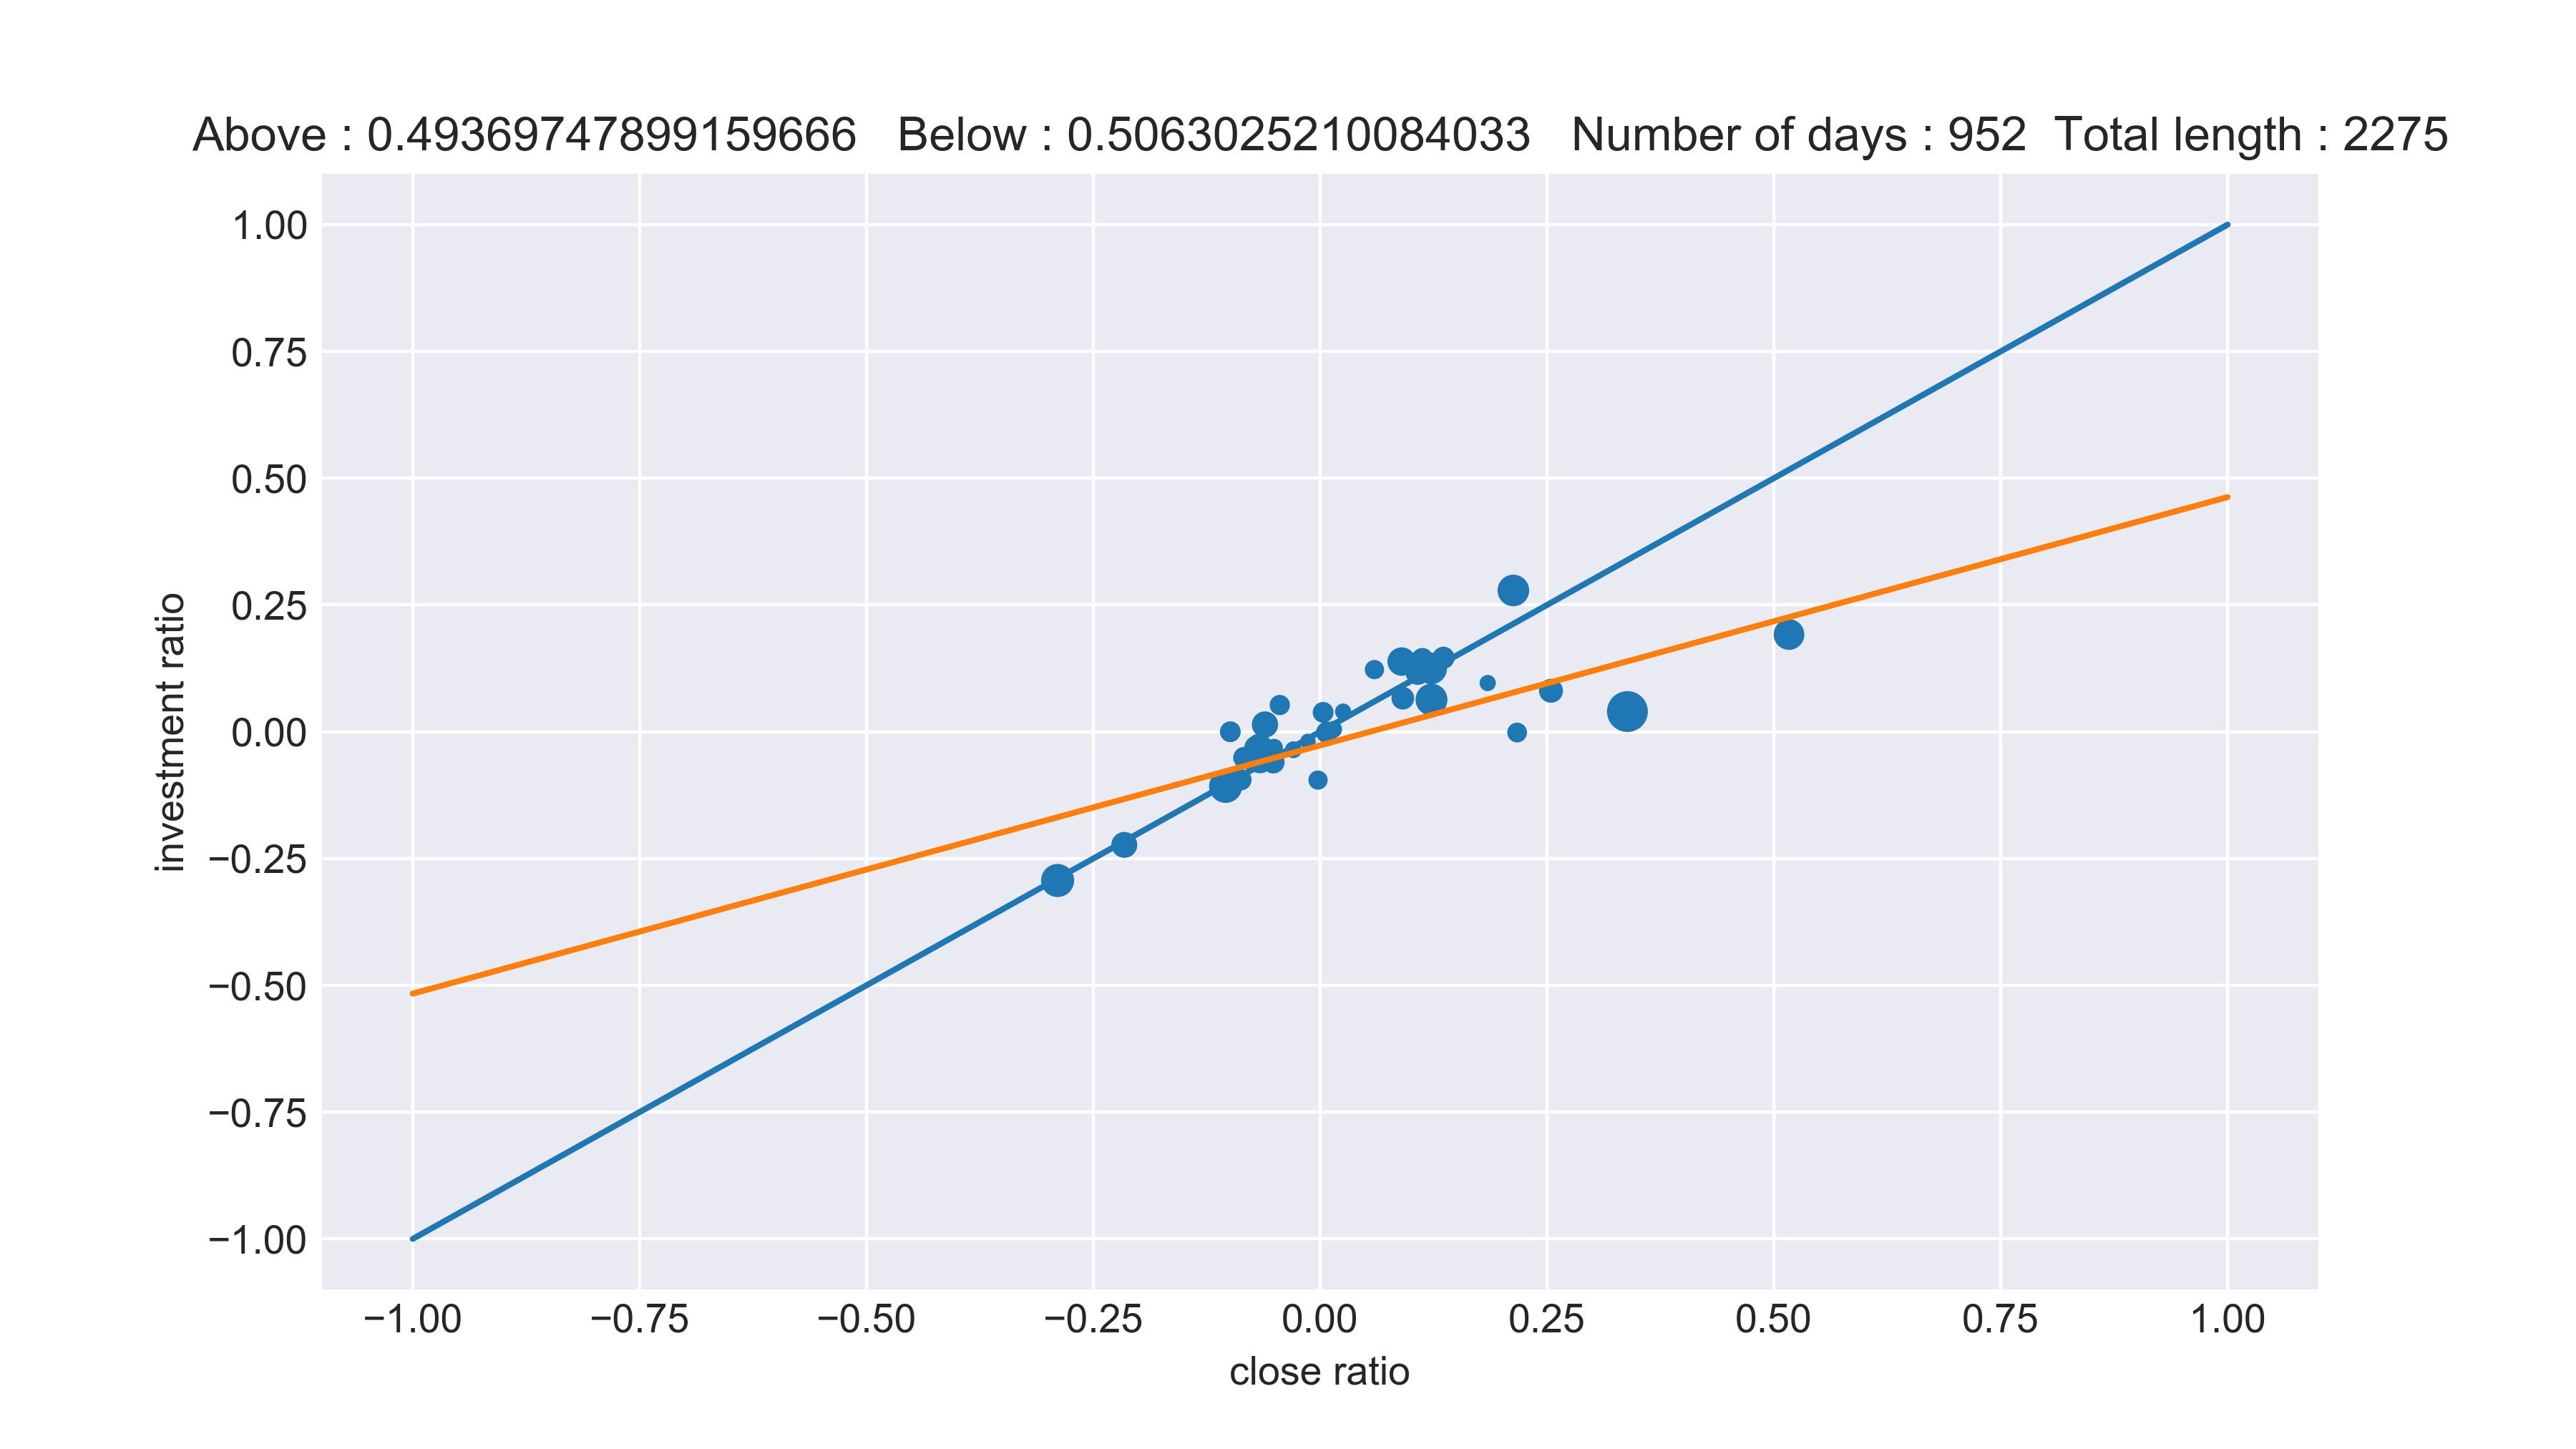 Above : 0.49369747899159666   Below : 0.5063025210084033   Number of days : 952  Total length : 2275
1.00
0.75
0.50
0.25
0.00
−0.25
−0.50
−0.75
−1.00
investment ratio
−1.00 −0.75 −0.50 −0.25 0.00 0.25 0.50 0.75 1.00
close ratio